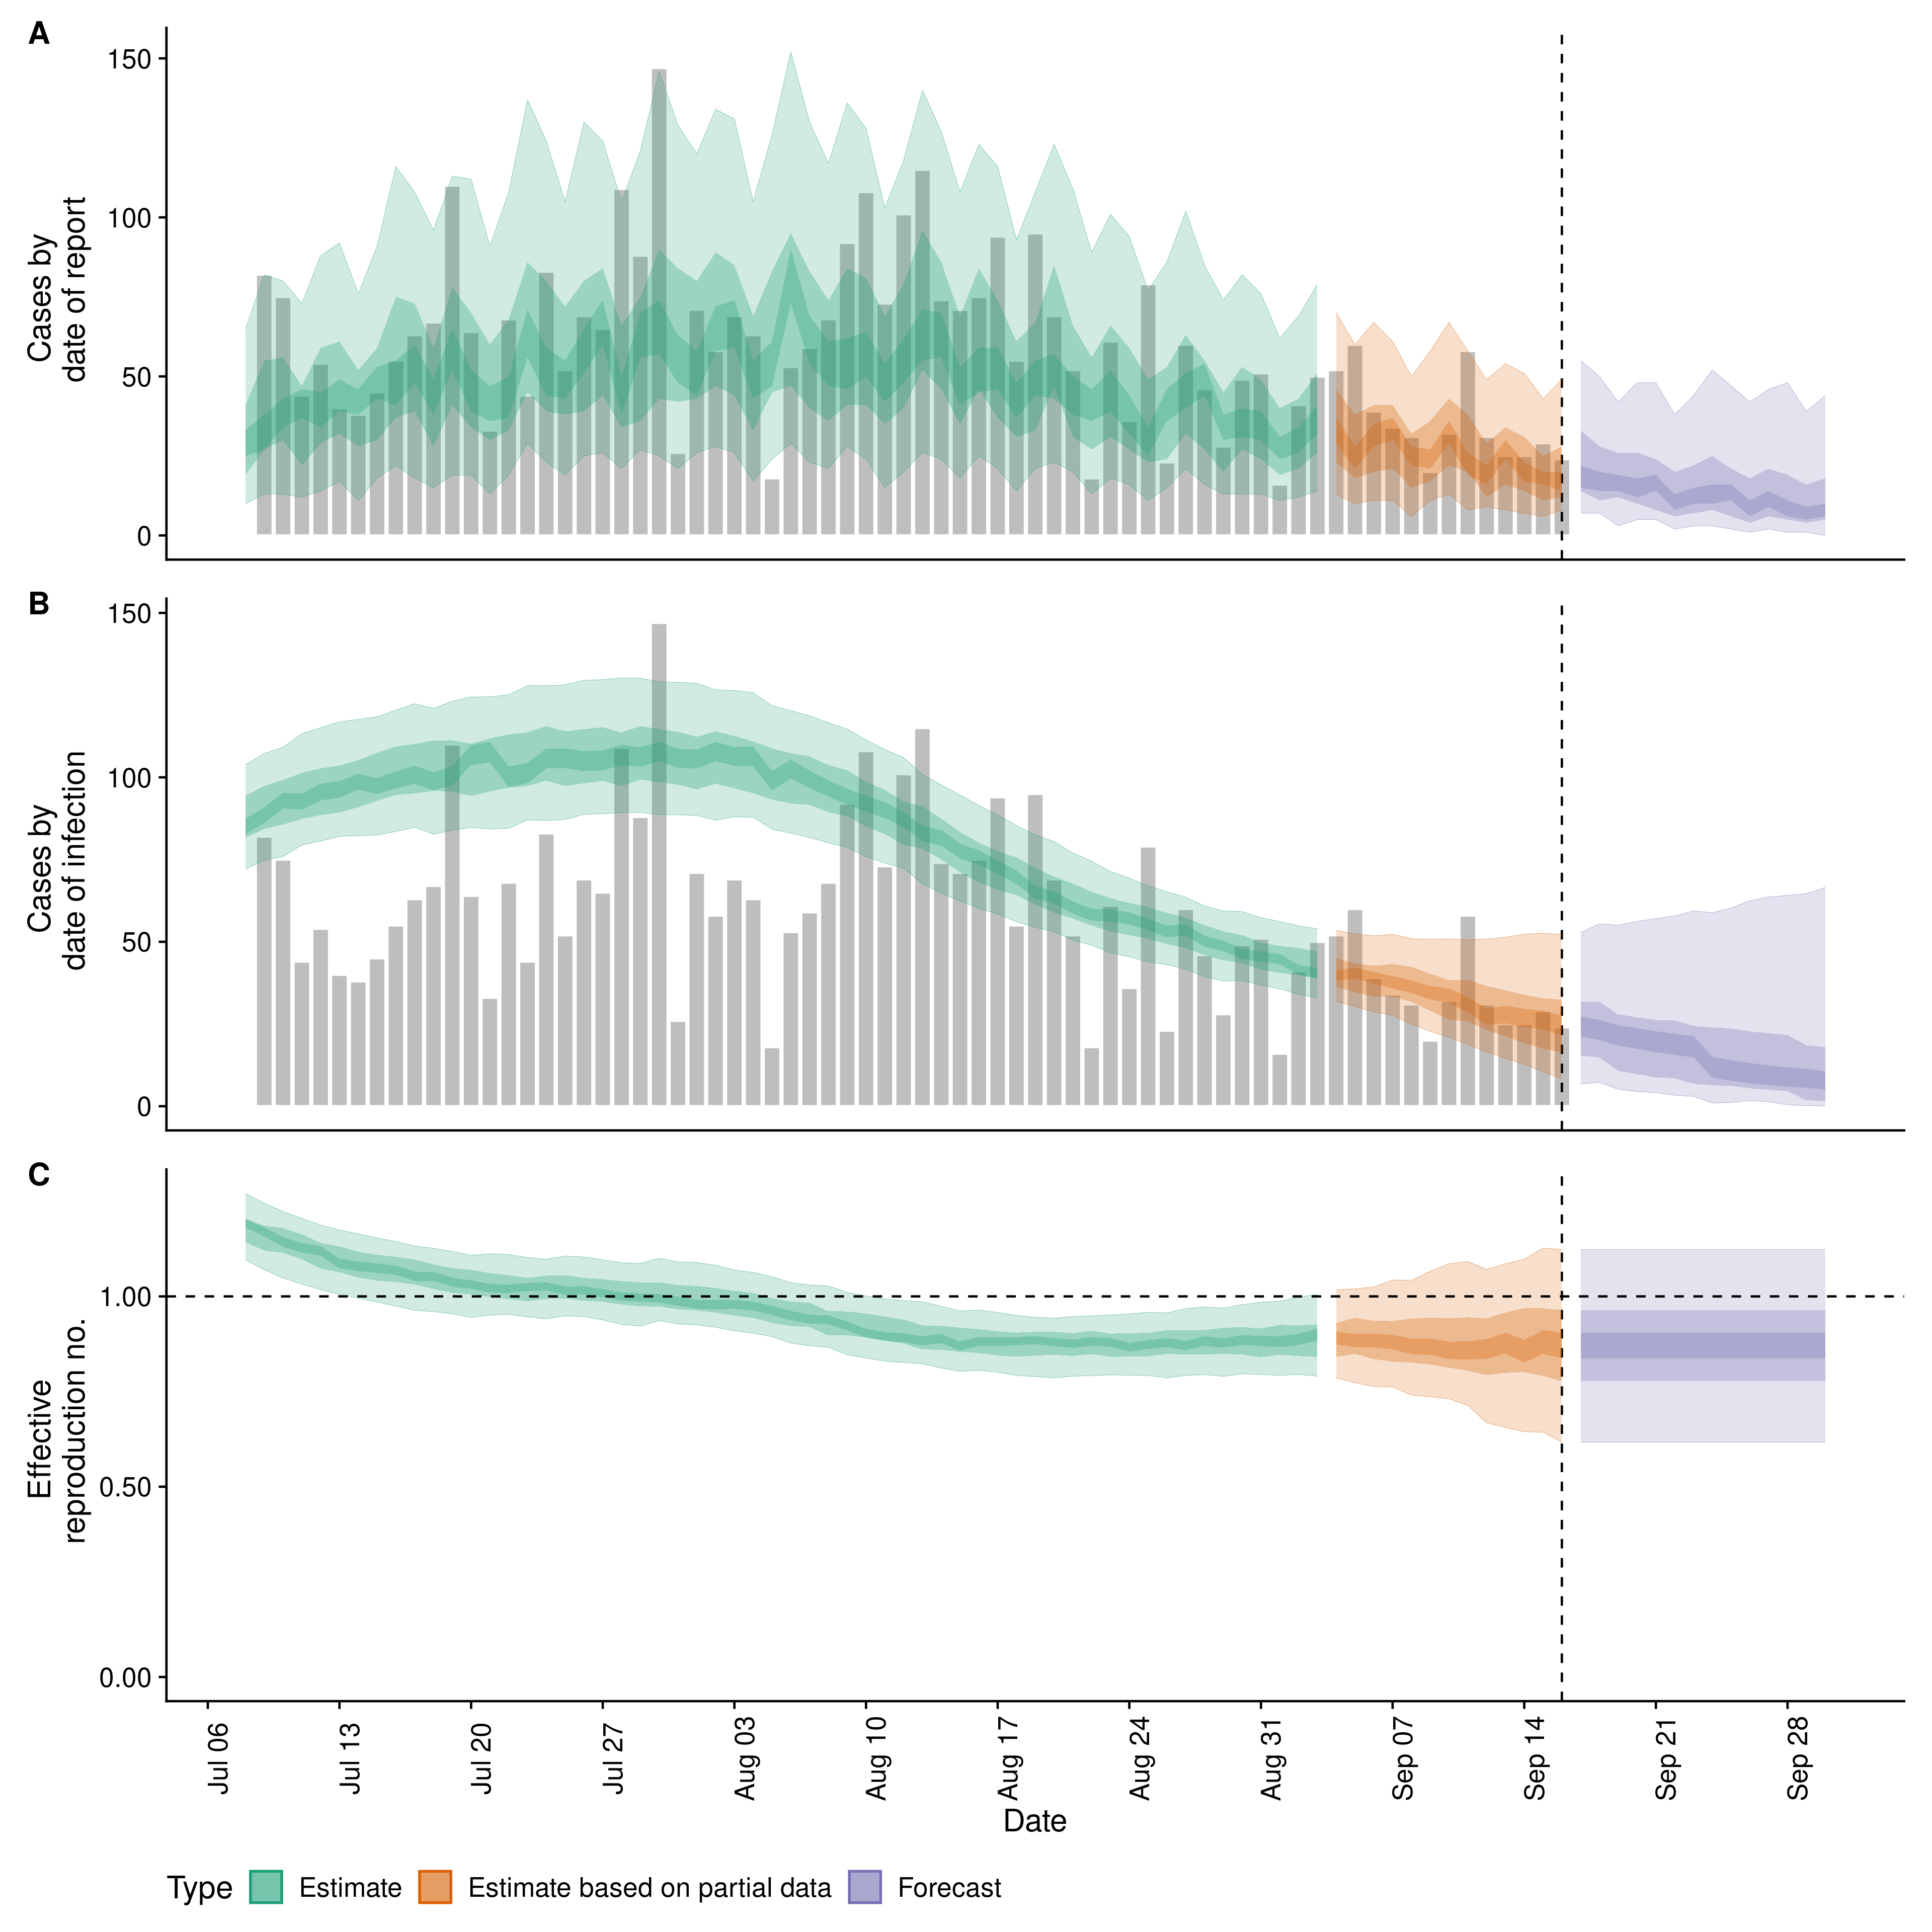 A
150
100
50
0
Cases by
date of report
B
150
100
50
0
Cases by
date of infection
C
1.00
0.50
0.00
Effective
reproduction no.
Jul 06
Jul 13
Jul 20
Jul 27
Aug 03
Aug 10
Aug 17
Aug 24
Aug 31
Sep 07
Sep 14
Sep 21
Sep 28
Date
Type Estimate Estimate based on partial data Forecast